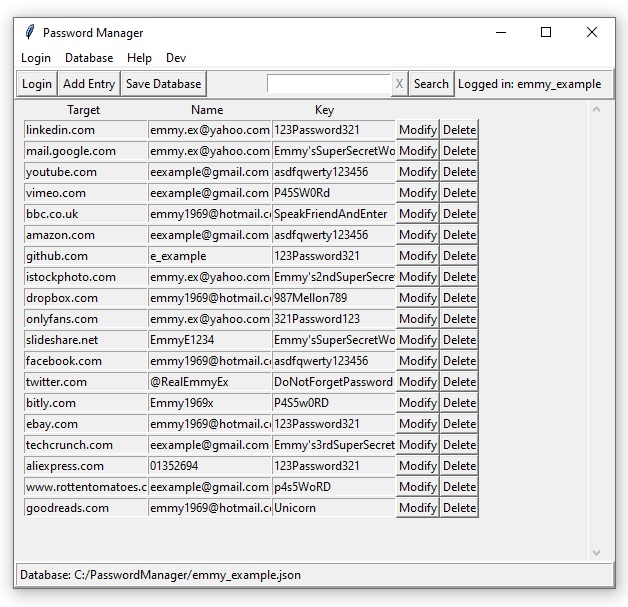 Password Manager
Login Database Help Dev
Login Add Entry Save Database X Search Logged in: emmy_example
Target Name Key
linkedin.com emmy.ex@yahoo.com 123Password321 Modify Delete
mail.google.com eexample@gmail.com Emmy'sSuperSecretWo Modify Delete
youtube.com eexample@gmail.com asdfqwerty123456 Modify Delete
vimeo.com eexample@gmail.com P45SW0Rd Modify Delete
bbc.co.uk emmy1969@hotmail.c SpeakFriendAndEnter Modify Delete
amazon.com eexample@gmail.com asdfqwerty123456 Modify Delete
github.com e_example 123Password321 Modify Delete
istockphoto.com emmy.ex@yahoo.com Emmy's2ndSuperSecre Modify Delete
dropbox.com emmy1969@hotmail.c 987Mellon789 Modify Delete
onlyfans.com emmy.ex@yahoo.com 321Password123 Modify Delete
slideshare.net EmmyE1234 Emmy'sSuperSecretWo Modify Delete
facebook.com emmy1969@hotmail.c asdfqwerty123456 Modify Delete
twitter.com @RealEmmyEx DoNotForgetPassword Modify Delete
bitly.com Emmy1969x P4S5w0RD Modify Delete
ebay.com emmy1969@hotmail.c 123Password321 Modify Delete
techcrunch.com eexample@gmail.com Emmy's3rdSuperSecret Modify Delete
aliexpress.com 01352694 123Password321 Modify Delete
www.rottentomatoes.c eexample@gmail.com p4s5WoRD Modify Delete
goodreads.com emmy1969@hotmail.c Unicorn Modify Delete
Database: C:/PasswordManager/emmy_example.json